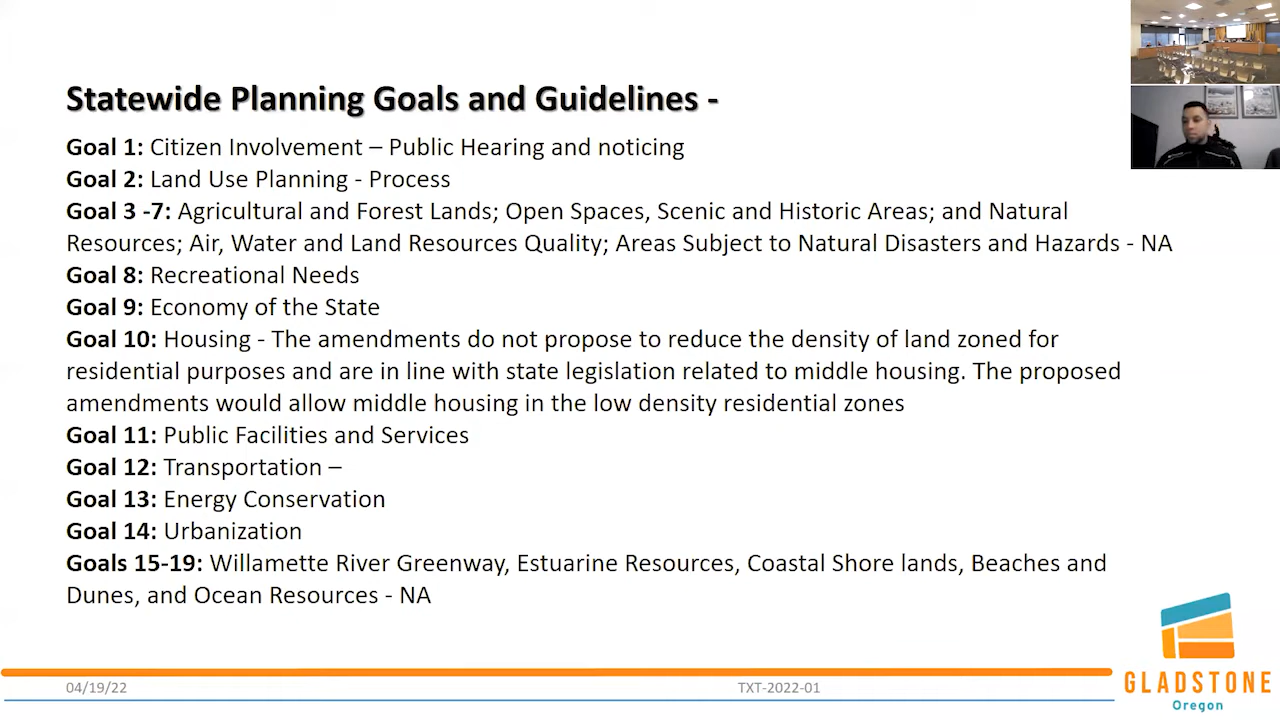 Statewide Planning Goals and Guidelines -
Goal 1: Citizen Involvement – Public Hearing and noticing
Goal 2: Land Use Planning - Process
Goal 3 -7: Agricultural and Forest Lands; Open Spaces, Scenic and Historic Areas; and Natural
Resources; Air, Water and Land Resources Quality; Areas Subject to Natural Disasters and Hazards - NA
Goal 8: Recreational Needs
Goal 9: Economy of the State
Goal 10: Housing - The amendments do not propose to reduce the density of land zoned for
residential purposes and are in line with state legislation related to middle housing. The proposed
amendments would allow middle housing in the low density residential zones
Goal 11: Public Facilities and Services
Goal 12: Transportation –
Goal 13: Energy Conservation
Goal 14: Urbanization
Goals 15-19: Willamette River Greenway, Estuarine Resources, Coastal Shore lands, Beaches and
Dunes, and Ocean Resources - NA
04/19/22
TXT-2022-01
GLADSTONE
Oregon